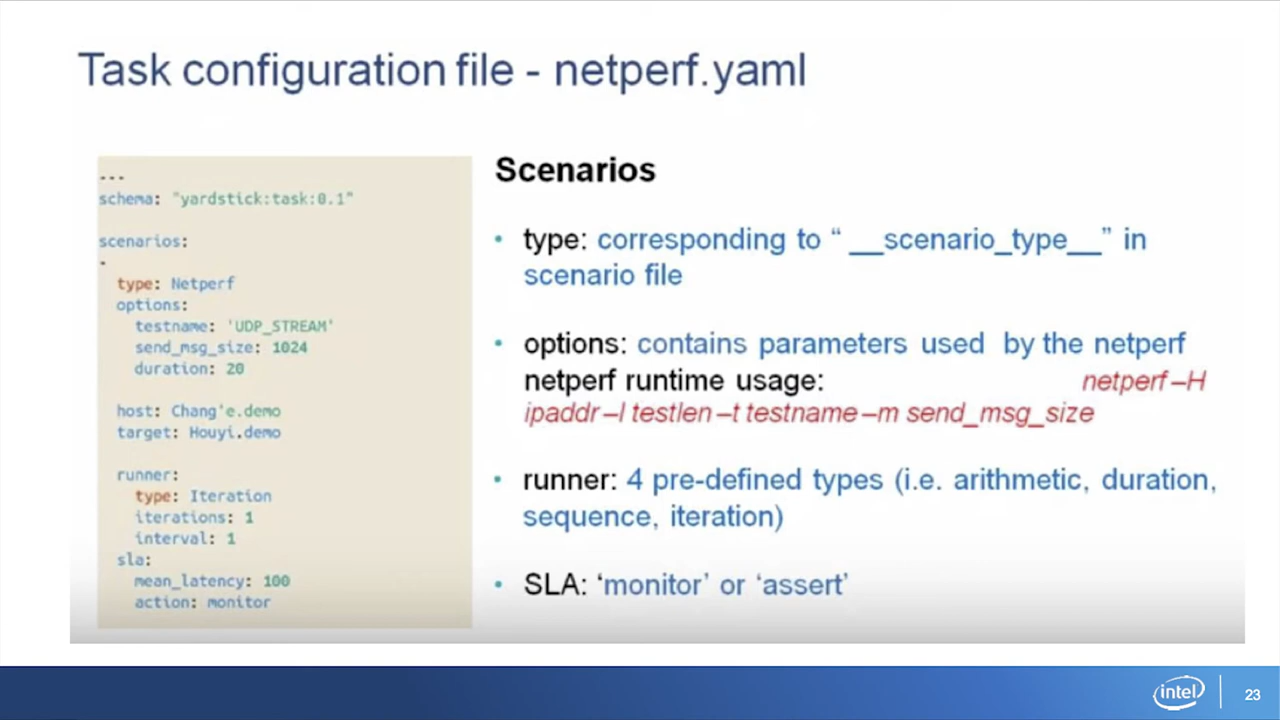 Task configuration file - netperf.yaml
---
schema: "yardstick:task:0.1"
scenarios:
-
type: Netperf
options:
testname: 'UDP_STREAM'
send_msg_size: 1024
duration: 20
host: Chang'e.demo
target: Houyi.demo
runner:
type: Iteration
iterations: 1
interval: 1
sla:
mean_latency: 100
action: monitor
Scenarios
• type: corresponding to “ __scenario_type__” in
scenario file
• options: contains parameters used by the netperf
netperf runtime usage: netperf –H
ipaddr –l testlen –t testname –m send_msg_size
• runner: 4 pre-defined types (i.e. arithmetic, duration,
sequence, iteration)
• SLA: ‘monitor’ or ‘assert’
intel
23